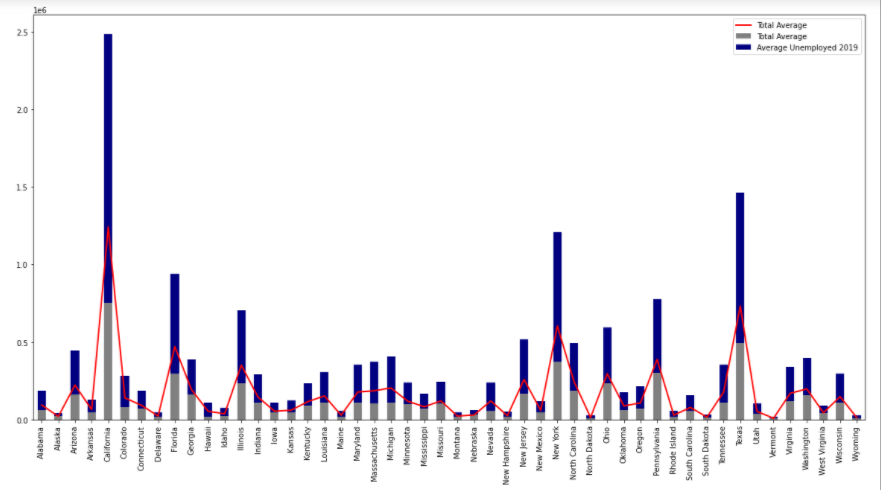 1e6
2.5
2.0
1.5
1.0
0.5
0.0
Total Average
Total Average
Average Unemployed 2019
Alabama
Alaska
Arizona
Arkansas
California
Colorado
Connecticut
Delaware
Florida
Georgia
Hawaii
Idaho
Illinois
Indiana
Iowa
Kansas
Kentucky
Louisiana
Maine
Maryland
Massachusetts
Michigan
Minnesota
Mississippi
Missouri
Montana
Nebraska
Nevada
New Hampshire
New Jersey
New Mexico
New York
North Carolina
North Dakota
Ohio
Oklahoma
Oregon
Pennsylvania
Rhode Island
South Carolina
South Dakota
Tennessee
Texas
Utah
Vermont
Virginia
Washington
West Virginia
Wisconsin
Wyoming